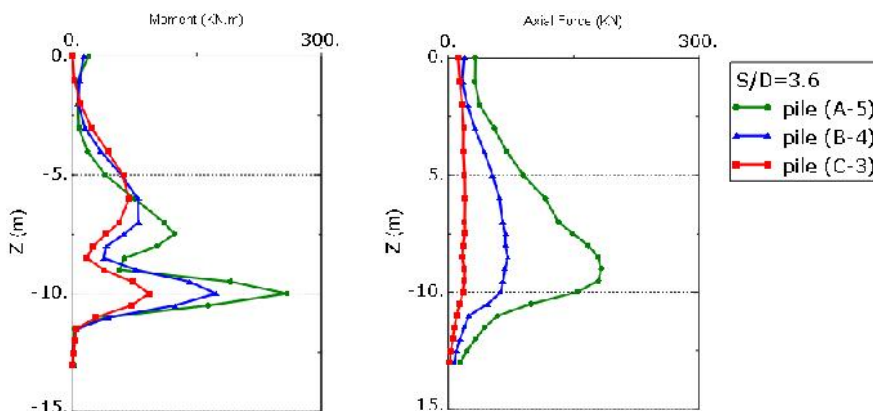 Moment (KN.m)
0. 300.
0.
-5.
-10.
-15.
Z (m)
Axial Force (KN)
0. 300.
0.
5.
-10.
15.
Z (m)
S/D=3.6
pile (A-5)
pile (B-4)
pile (C-3)